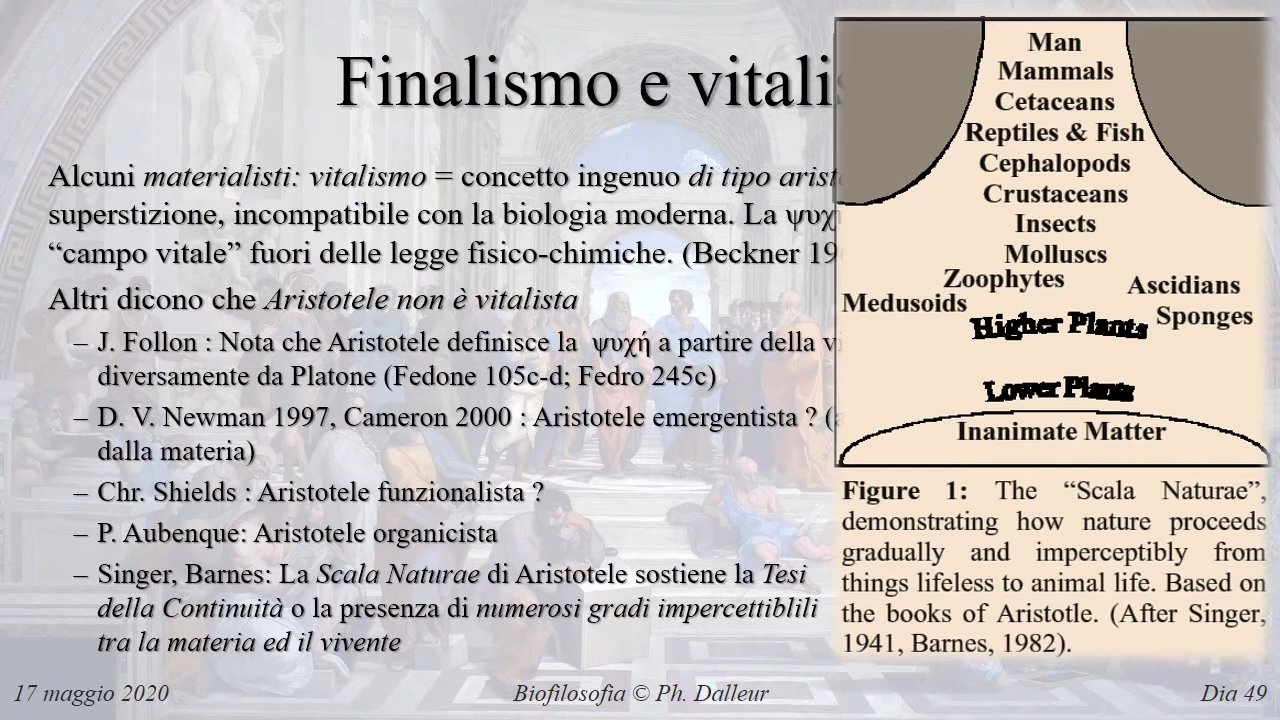 Finalismo e vitalis
Alcuni materialisti: vitalismo = concetto ingenuo di tipo arist
superstizione, incompatibile con la biologia moderna. La ψυχ
“campo vitale” fuori delle legge fisico-chimiche. (Beckner 19
Altri dicono che Aristotele non è vitalista
– J. Follon : Nota che Aristotele definisce la ψυχή a partire della vi
diversamente da Platone (Fedone 105c-d; Fedro 245c)
– D. V. Newman 1997, Cameron 2000 : Aristotele emergentista ? (a
dalla materia)
– Chr. Shields : Aristotele funzionalista ?
– P. Aubenque: Aristotele organicista
– Singer, Barnes: La Scala Naturae di Aristotele sostiene la Tesi
della Continuità o la presenza di numerosi gradi impercettiblili
tra la materia ed il vivente
Man
Mammals
Cetaceans
Reptiles & Fish
Cephalopods
Crustaceans
Insects
Molluscs
Zoophytes
Ascidians
Medusoids
Sponges
Higher Plants
Lower Plants
Inanimate Matter
Figure 1: The “Scala Naturae”,
demonstrating how nature proceeds
gradually and imperceptibly from
things lifeless to animal life. Based on
the books of Aristotle. (After Singer,
1941, Barnes, 1982).
17 maggio 2020
Biofilosofia © Ph. Dalleur
Dia 49